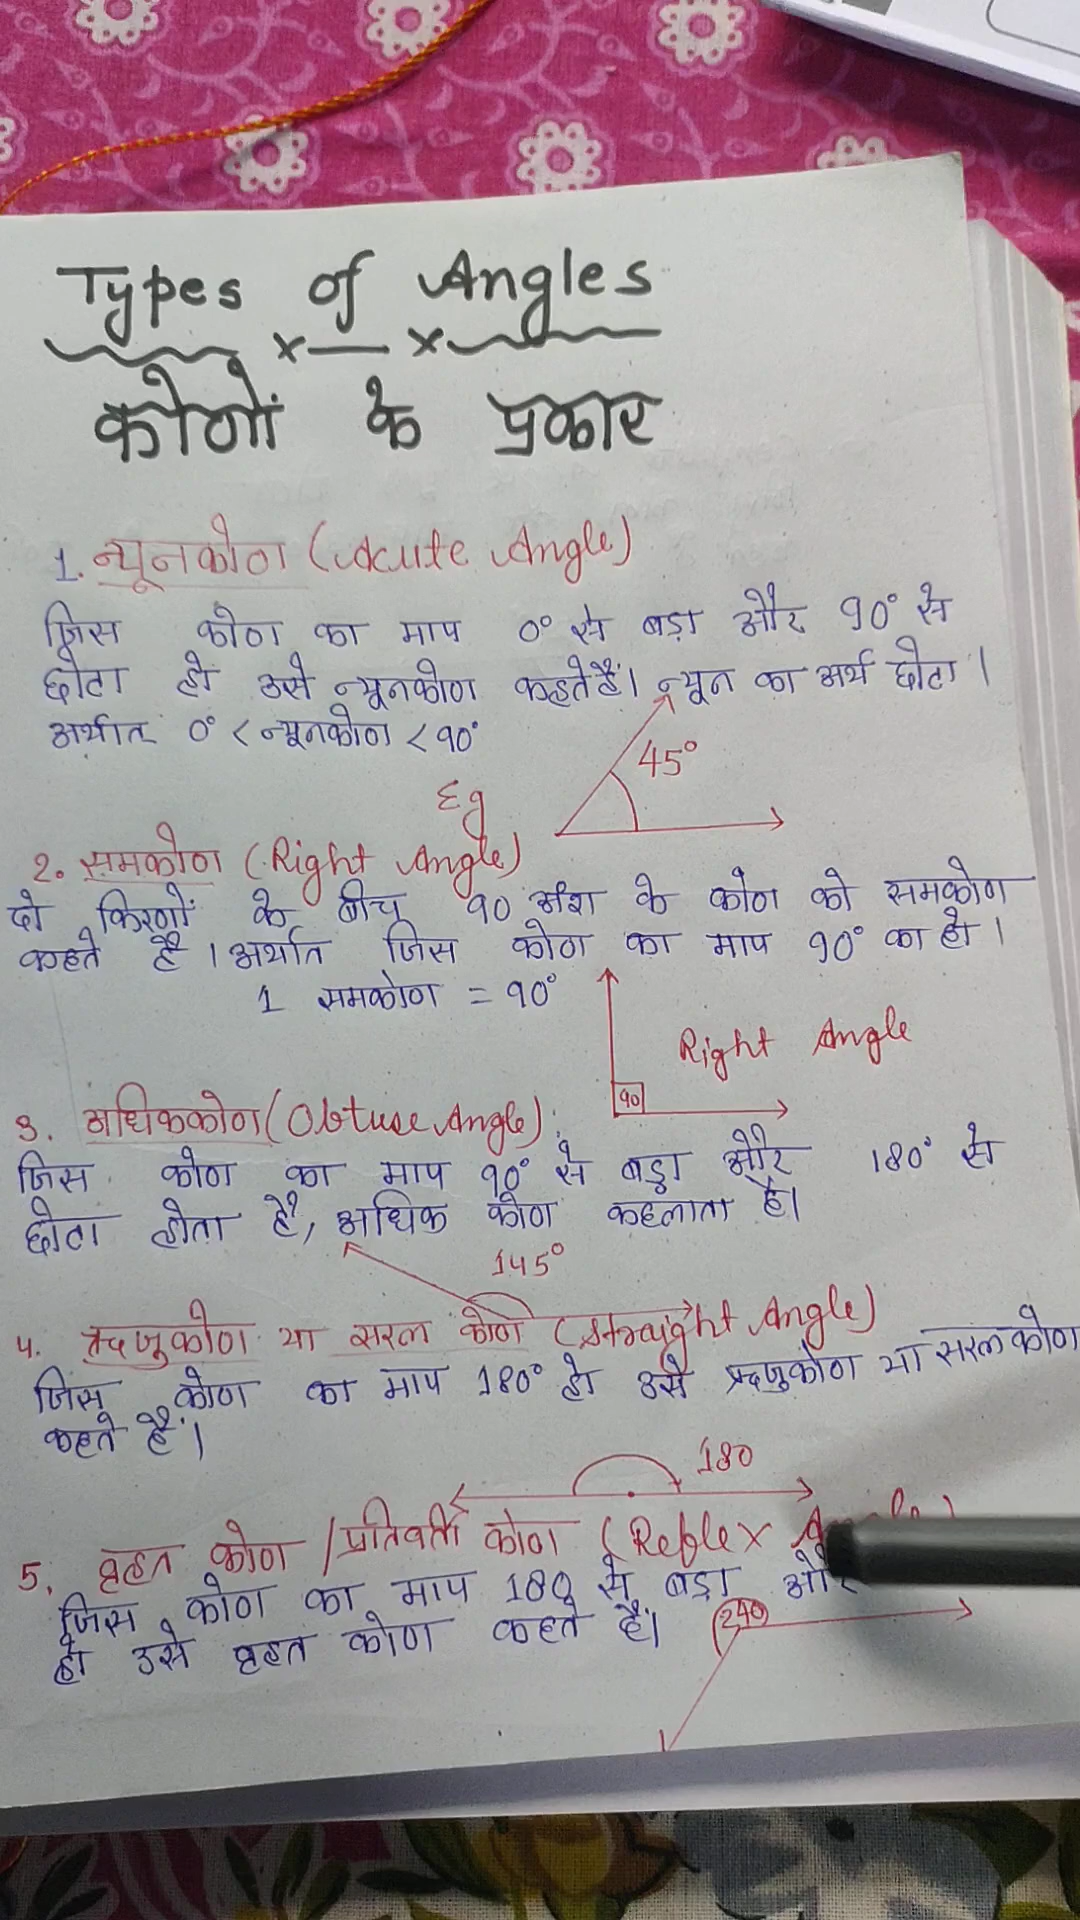 Types of Angles
कोणों के प्रकार
1. न्यूनकोण (Acute Angle)
जिस कोण का माप 0° से बड़ा और 90° से
छोटा हो उसे न्यूनकोण कहते हैं। न्यून का अर्थ छोटा।
अर्थात 0° < न्यूनकोण < 90°
45°
Eg
2. समकोण (Right Angle)
दो किरणों के बीच 90 अंश के कोण को समकोण
कहते है। अर्थात जिस कोण का माप 90° का हो।
1 समकोण = 90°
Right Angle
90
3. अधिककोण (Obtuse Angle)
जिस कोण का माप 90° से बड़ा और 180° से
छोटा होता है, अधिक कोण कहलाता है।
145°
4. ऋजुकोण या सरल कोण (Straight Angle)
जिस कोण का माप 180° हो उसे ऋजुकोण या सरल कोण
कहते हैं।
180
5. वृहत कोण / प्रतिवर्ती कोण (Reflex
जिस कोण का माप 180 से बड़ा और
हो उसे वृहत कोण कहते हैं।
240